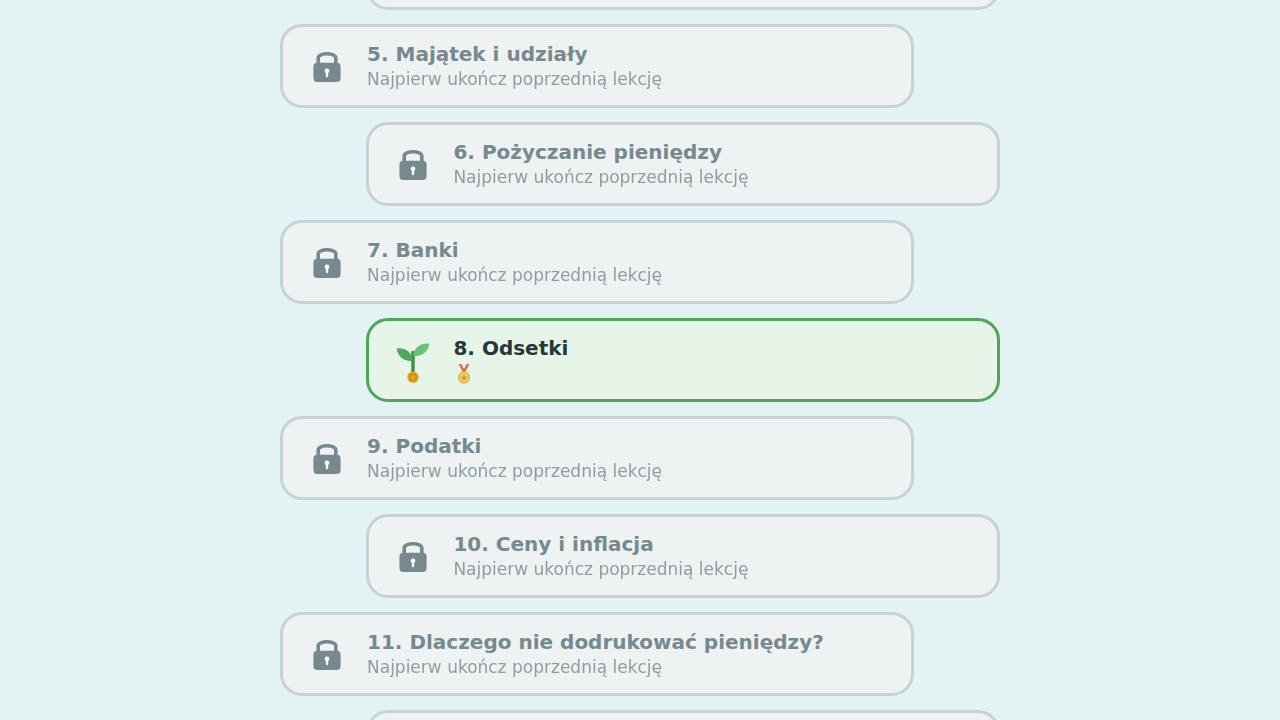 5. Majątek i udziały
Najpierw ukończ poprzednią lekcję
6. Pożyczanie pieniędzy
Najpierw ukończ poprzednią lekcję
7. Banki
Najpierw ukończ poprzednią lekcję
8. Odsetki
9. Podatki
Najpierw ukończ poprzednią lekcję
10. Ceny i inflacja
Najpierw ukończ poprzednią lekcję
11. Dlaczego nie dodrukować pieniędzy?
Najpierw ukończ poprzednią lekcję